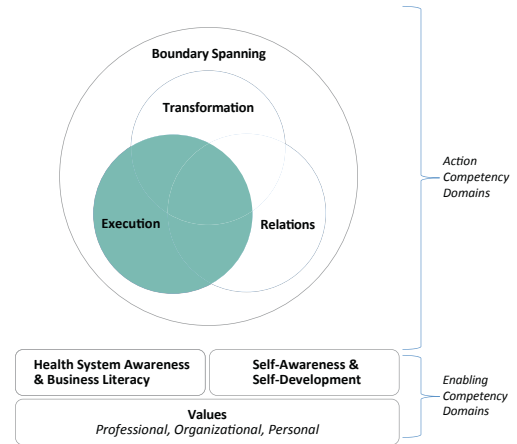 Boundary Spanning
Transformation
Execution
Relations
Action
Competency
Domains
Health System Awareness
& Business Literacy
Self-Awareness &
Self-Development
Values
Professional, Organizational, Personal
Enabling
Competency
Domains